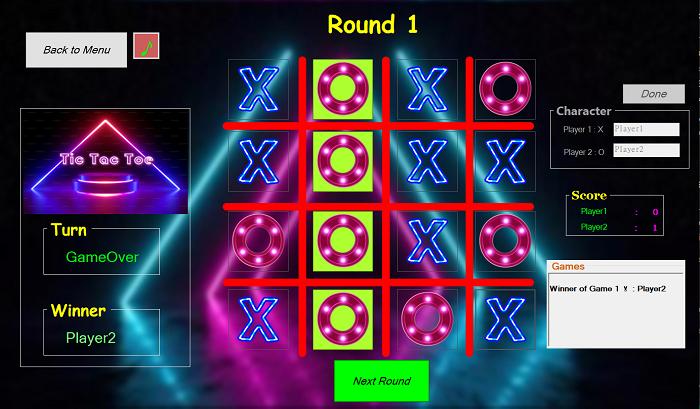 Round 1
Back to Menu
Done
Character
Player 1 : X Player1
Player 2 : O Player2
Tic Tac Toe
Score
Player1 : 0
Player2 : 1
Turn
GameOver
Games
Winner of Game 1 X : Player2
Winner
Player2
X O X O
X O X X
O O X O
X O O X
Next Round